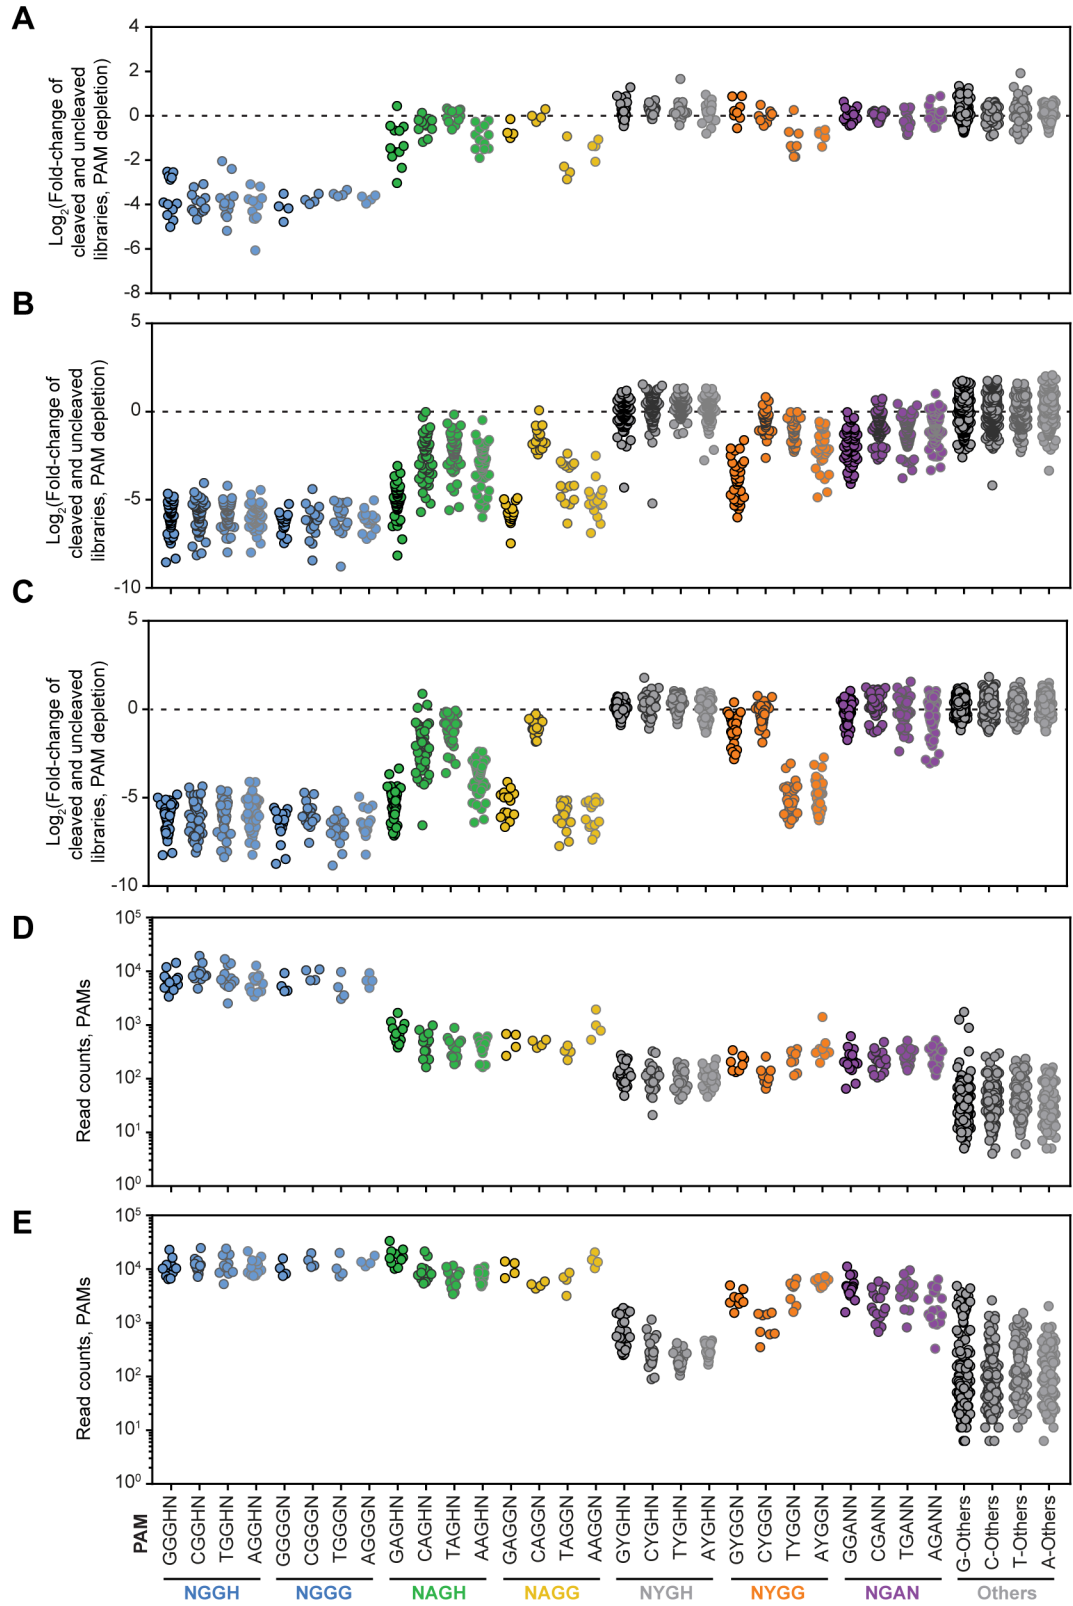 A
Log2(Fold-change of
cleaved and uncleaved
libraries, PAM depletion)
4
2
0
-2
-4
-6
-8
B
Log2(Fold-change of
cleaved and uncleaved
libraries, PAM depletion)
5
0
-5
-10
C
Log2(Fold-change of
cleaved and uncleaved
libraries, PAM depletion)
5
0
-5
-10
D
Read counts, PAMs
10^5
10^4
10^3
10^2
10^1
10^0
E
Read counts, PAMs
10^5
10^4
10^3
10^2
10^1
10^0
PAM
GGGHN
CGGHN
TGGHN
AGGHN
GGGGN
CGGGN
TGGGN
AGGGN
GAGHN
CAGHN
TAGHN
AAGHN
GAGGN
CAGGN
TAGGN
AAGGN
GYGHN
CYGHN
TYGHN
AYGHN
GYGGN
CYGGN
TYGGN
AYGGN
GGANN
CGANN
TGANN
AGANN
G-Others
C-Others
T-Others
A-Others
NGGH
NGGG
NAGH
NAGG
NYGH
NYGG
NGAN
Others